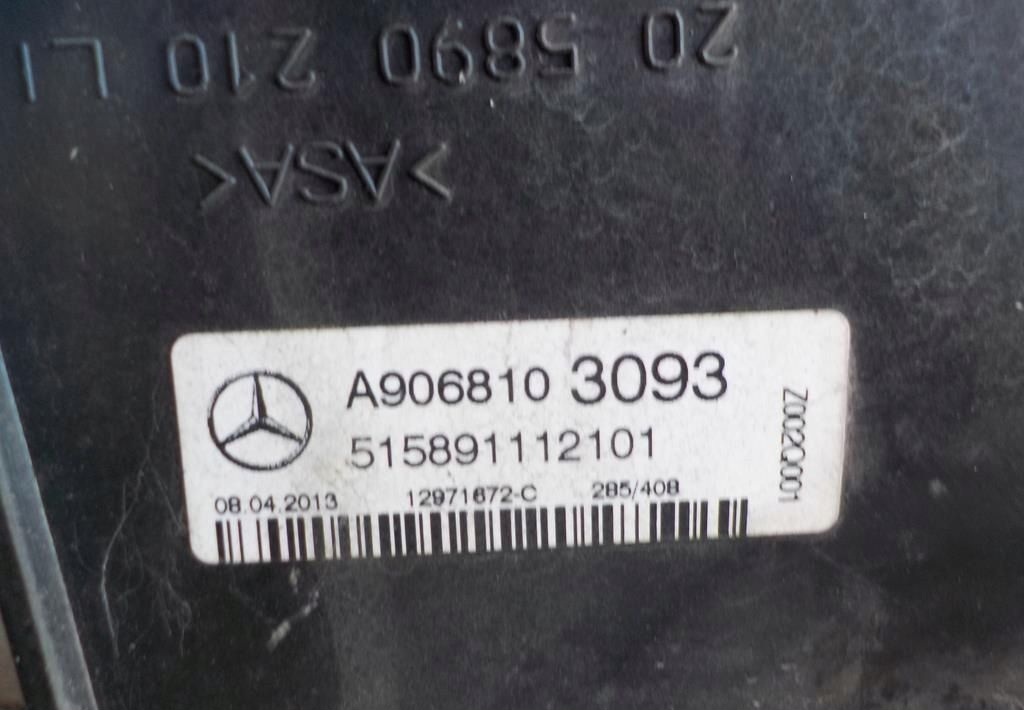 20 5890 210 LI
>ASA<
A906810 3093
515891112101
08.04.2013 12971672-C 285/408
Z002Q001